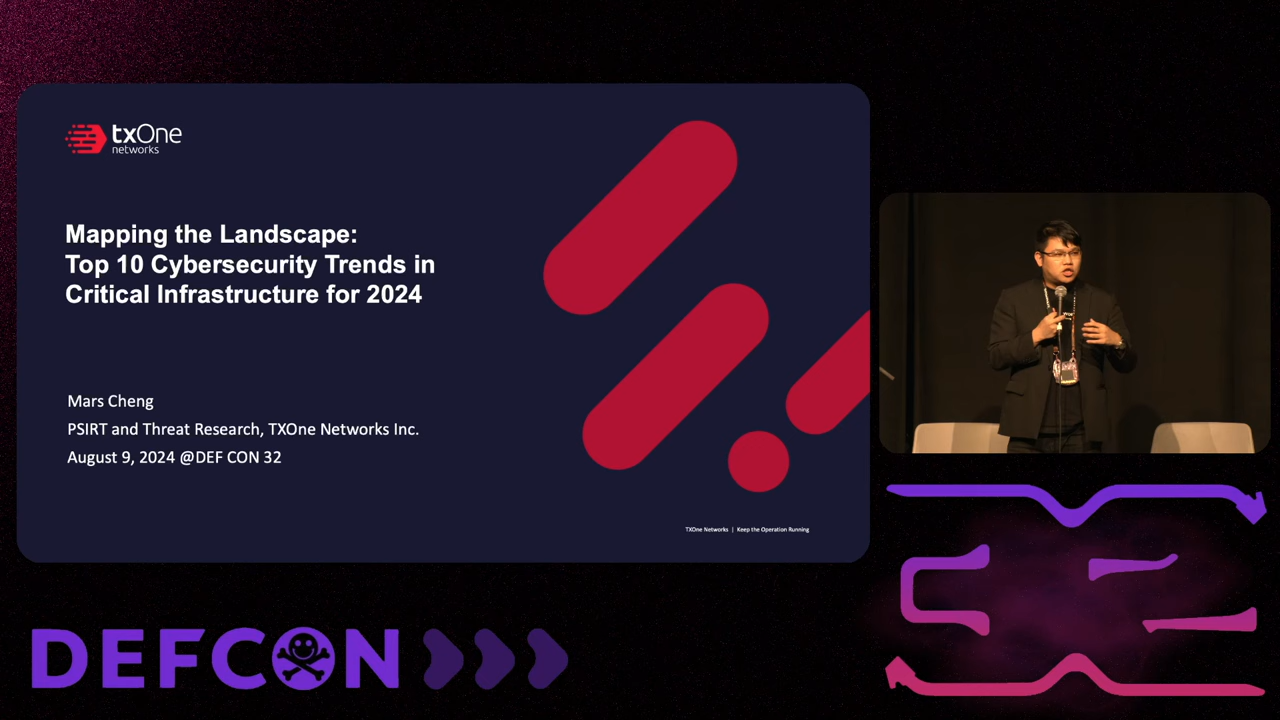 txOne
networks
Mapping the Landscape:
Top 10 Cybersecurity Trends in
Critical Infrastructure for 2024
Mars Cheng
PSIRT and Threat Research, TXOne Networks Inc.
August 9, 2024 @DEF CON 32
TXOne Networks | Keep the Operation Running
DEFCON